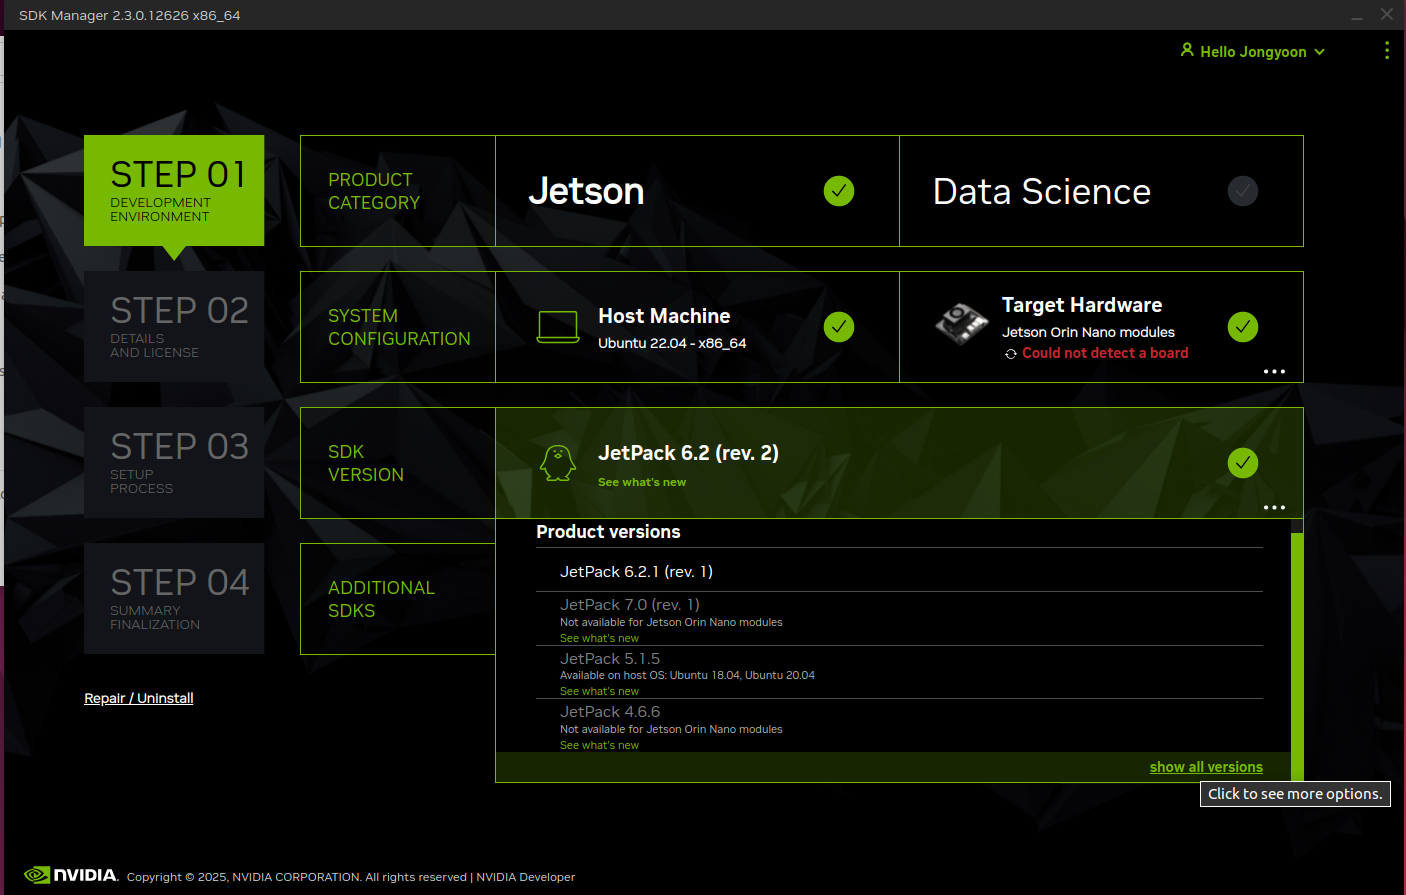 SDK Manager 2.3.0.12626 x86_64
Hello Jongyoon
STEP 01
DEVELOPMENT
ENVIRONMENT
PRODUCT
CATEGORY
Jetson
Data Science
STEP 02
DETAILS
AND LICENSE
SYSTEM
CONFIGURATION
Host Machine
Ubuntu 22.04 - x86_64
Target Hardware
Jetson Orin Nano modules
Could not detect a board
STEP 03
SETUP
PROCESS
SDK
VERSION
JetPack 6.2 (rev. 2)
See what's new
Product versions
JetPack 6.2.1 (rev. 1)
JetPack 7.0 (rev. 1)
Not available for Jetson Orin Nano modules
See what's new
JetPack 5.1.5
Available on host OS: Ubuntu 18.04, Ubuntu 20.04
See what's new
JetPack 4.6.6
Not available for Jetson Orin Nano modules
See what's new
show all versions
Click to see more options.
STEP 04
SUMMARY
FINALIZATION
ADDITIONAL
SDKS
Repair / Uninstall
NVIDIA. Copyright © 2025, NVIDIA CORPORATION. All rights reserved | NVIDIA Developer